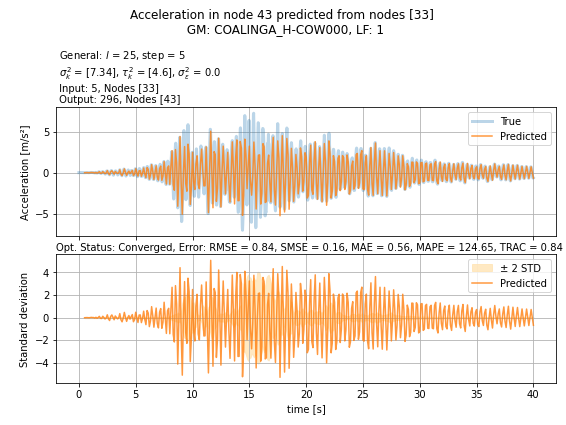 Acceleration in node 43 predicted from nodes [33]
GM: COALINGA_H-COW000, LF: 1
General: l = 25, step = 5
σ²ₖ = [7.34], τ²ₖ = [4.6], σ²ε = 0.0
Input: 5, Nodes [33]
Output: 296, Nodes [43]
True
Predicted
Acceleration [m/s²]
5
0
−5
Opt. Status: Converged, Error: RMSE = 0.84, SMSE = 0.16, MAE = 0.56, MAPE = 124.65, TRAC = 0.84
± 2 STD
Predicted
Standard deviation
4
2
0
−2
−4
0 5 10 15 20 25 30 35 40
time [s]